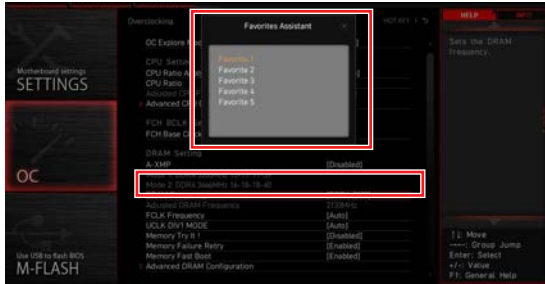 Overclocking
HOT KEY
HELP
INFO
Favorites Assistant
Favorite 1
Favorite 2
Favorite 3
Favorite 4
Favorite 5
Sets the DRAM
frequency.
Motherboard settings
SETTINGS
OC
Use USB to flash BIOS
M-FLASH
OC Explore
CPU Setting
CPU Ratio
CPU Ratio
Adjusted CPU
Advanced CPU
FCH BCLK
FCH Base Clock
DRAM Setting
A-XMP [Disabled]
Mode 2: DDR4 3466MHz 16-18-18-40
Adjusted DRAM Frequency 2133MHz
FCLK Frequency [Auto]
UCLK DIV1 MODE [Auto]
Memory Try It ! [Disabled]
Memory Failure Retry [Enabled]
Memory Fast Boot [Enabled]
Advanced DRAM Configuration
: Move
: Group Jump
Enter: Select
+/-: Value
F1: General Help